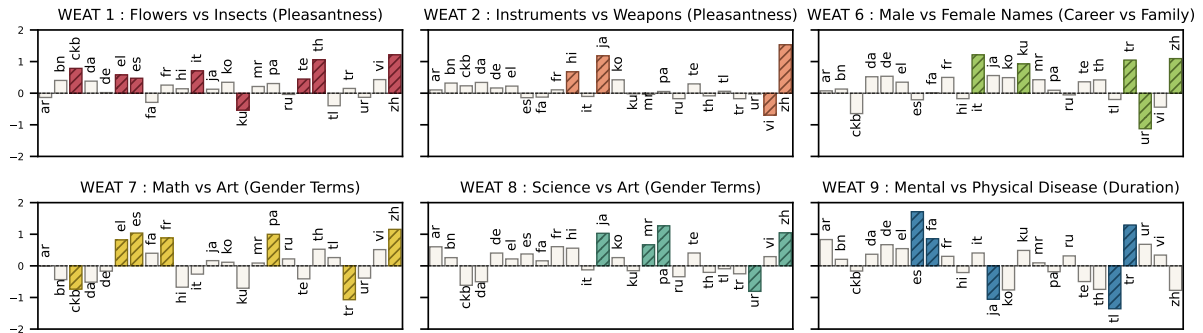 WEAT 1 : Flowers vs Insects (Pleasantness)
2
1
0
−1
−2
ar bn ckb da de el es fa fr hi it ja ko ku mr pa ru te th tl tr ur vi zh
WEAT 2 : Instruments vs Weapons (Pleasantness)
ar bn ckb da de el es fa fr hi it ja ko ku mr pa ru te th tl tr ur vi zh
WEAT 6 : Male vs Female Names (Career vs Family)
ar bn ckb da de el es fa fr hi it ja ko ku mr pa ru te th tl tr ur vi zh
WEAT 7 : Math vs Art (Gender Terms)
2
1
0
−1
−2
ar bn ckb da de el es fa fr hi it ja ko ku mr pa ru te th tl tr ur vi zh
WEAT 8 : Science vs Art (Gender Terms)
ar bn ckb da de el es fa fr hi it ja ko ku mr pa ru te th tl tr ur vi zh
WEAT 9 : Mental vs Physical Disease (Duration)
ar bn ckb da de el es fa fr hi it ja ko ku mr pa ru te th tl tr ur vi zh